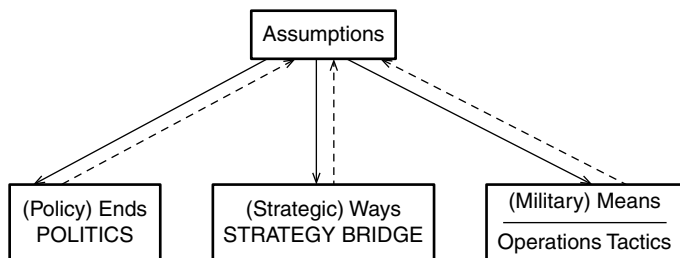 Assumptions
(Policy) Ends
POLITICS
(Strategic) Ways
STRATEGY BRIDGE
(Military) Means
Operations Tactics